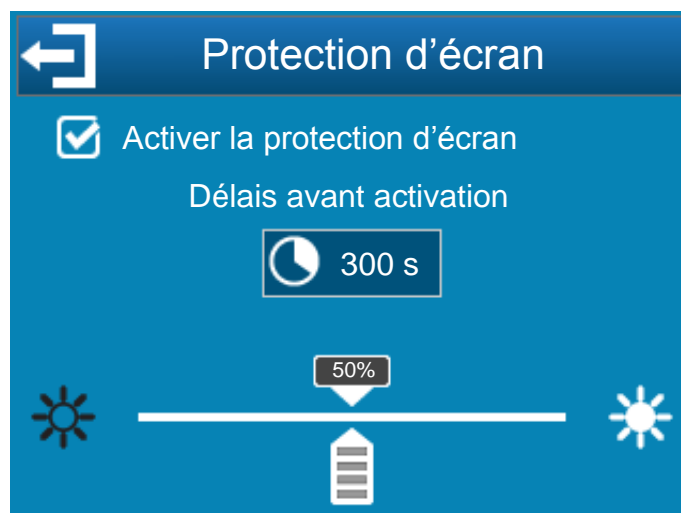 Protection d’écran
Activer la protection d’écran
Délais avant activation
300 s
50%